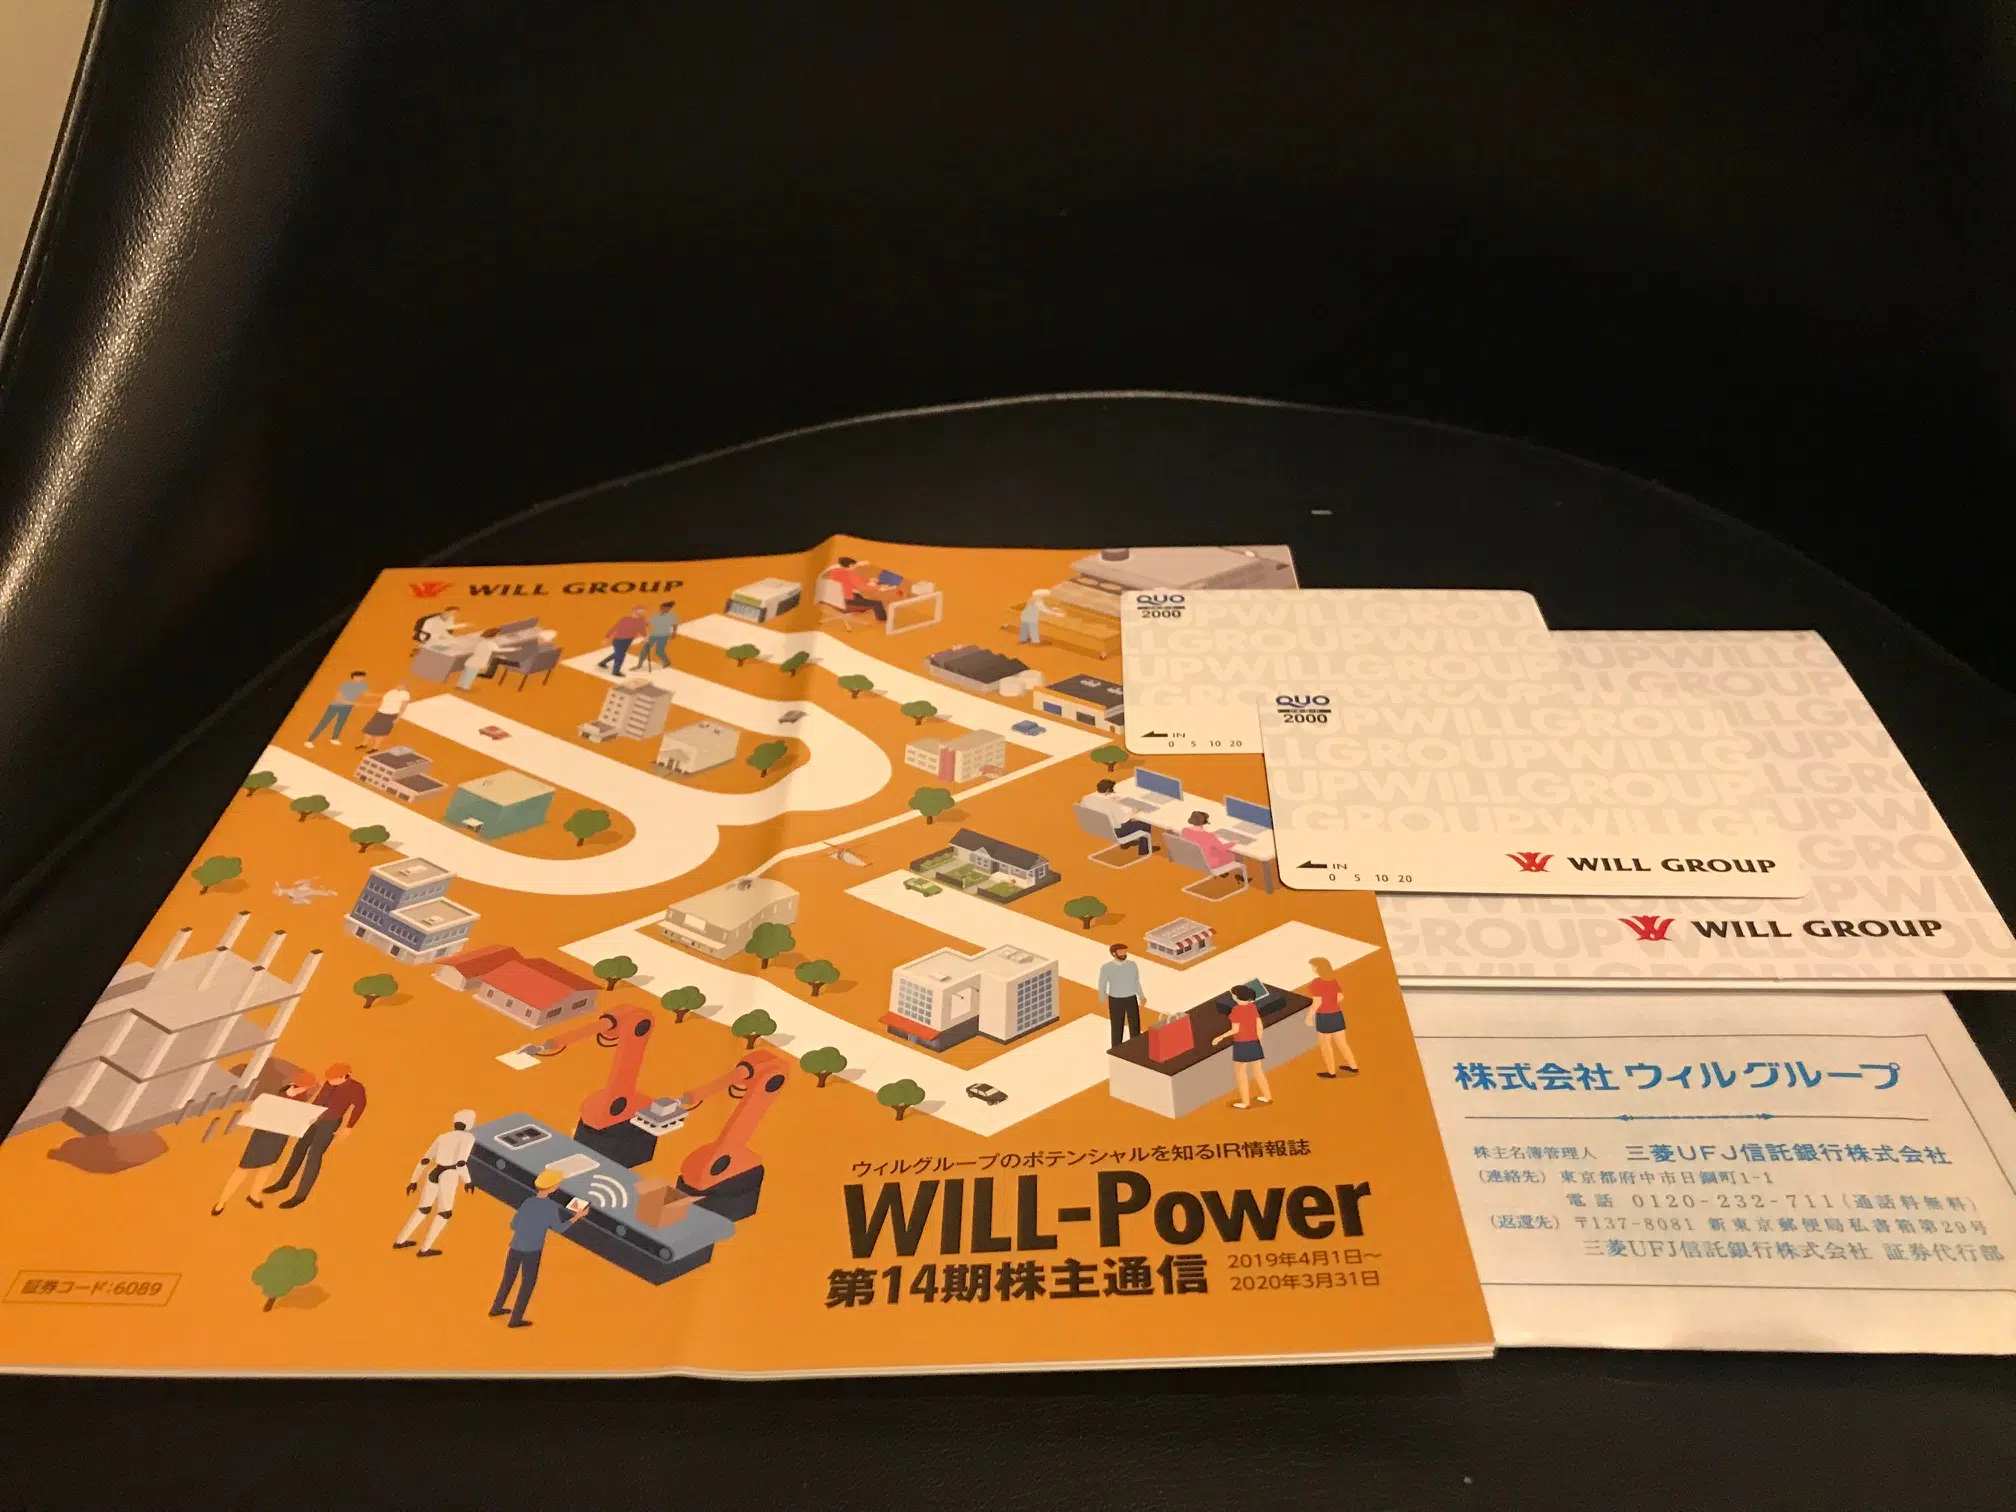 WILL GROUP
ウィルグループのポテンシャルを知るIR情報誌
WILL-Power
第14期株主通信
2019年4月1日~
2020年3月31日
証券コード:6089
QUO
2000
IN
0 5 10 20
QUO
2000
IN
0 5 10 20
WILL GROUP
WILL GROUP
株式会社ウィルグループ
株主名簿管理人 三菱UFJ信託銀行株式会社
(連絡先) 東京都府中市日鋼町1-1
電話 0120-232-711(通話料無料)
(返還先) 〒137-8081 新東京郵便局私書箱第29号
三菱UFJ信託銀行株式会社 証券代行部